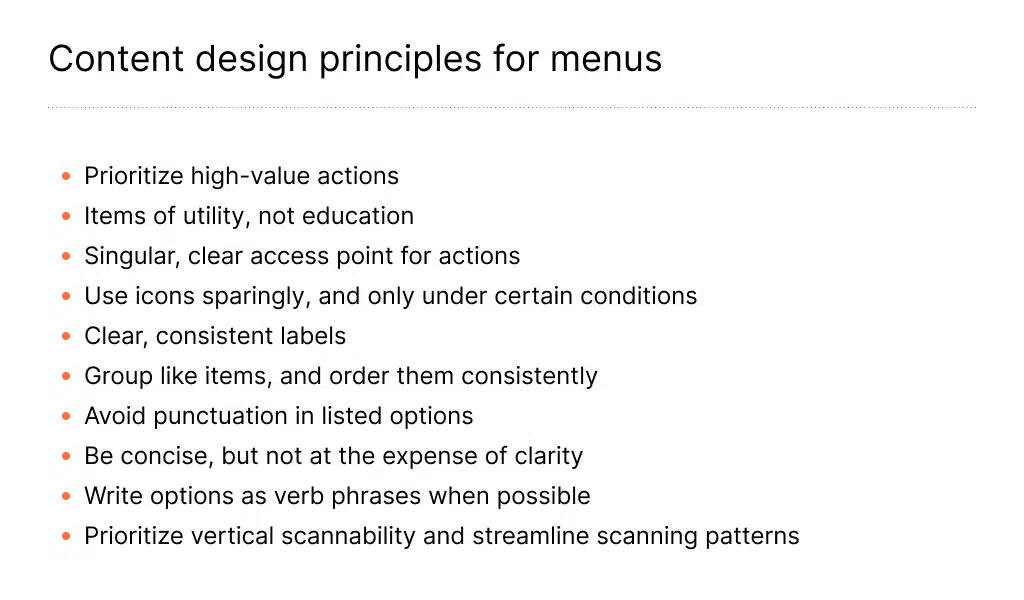 Content design principles for menus
Prioritize high-value actions
Items of utility, not education
Singular, clear access point for actions
Use icons sparingly, and only under certain conditions
Clear, consistent labels
Group like items, and order them consistently
Avoid punctuation in listed options
Be concise, but not at the expense of clarity
Write options as verb phrases when possible
Prioritize vertical scannability and streamline scanning patterns